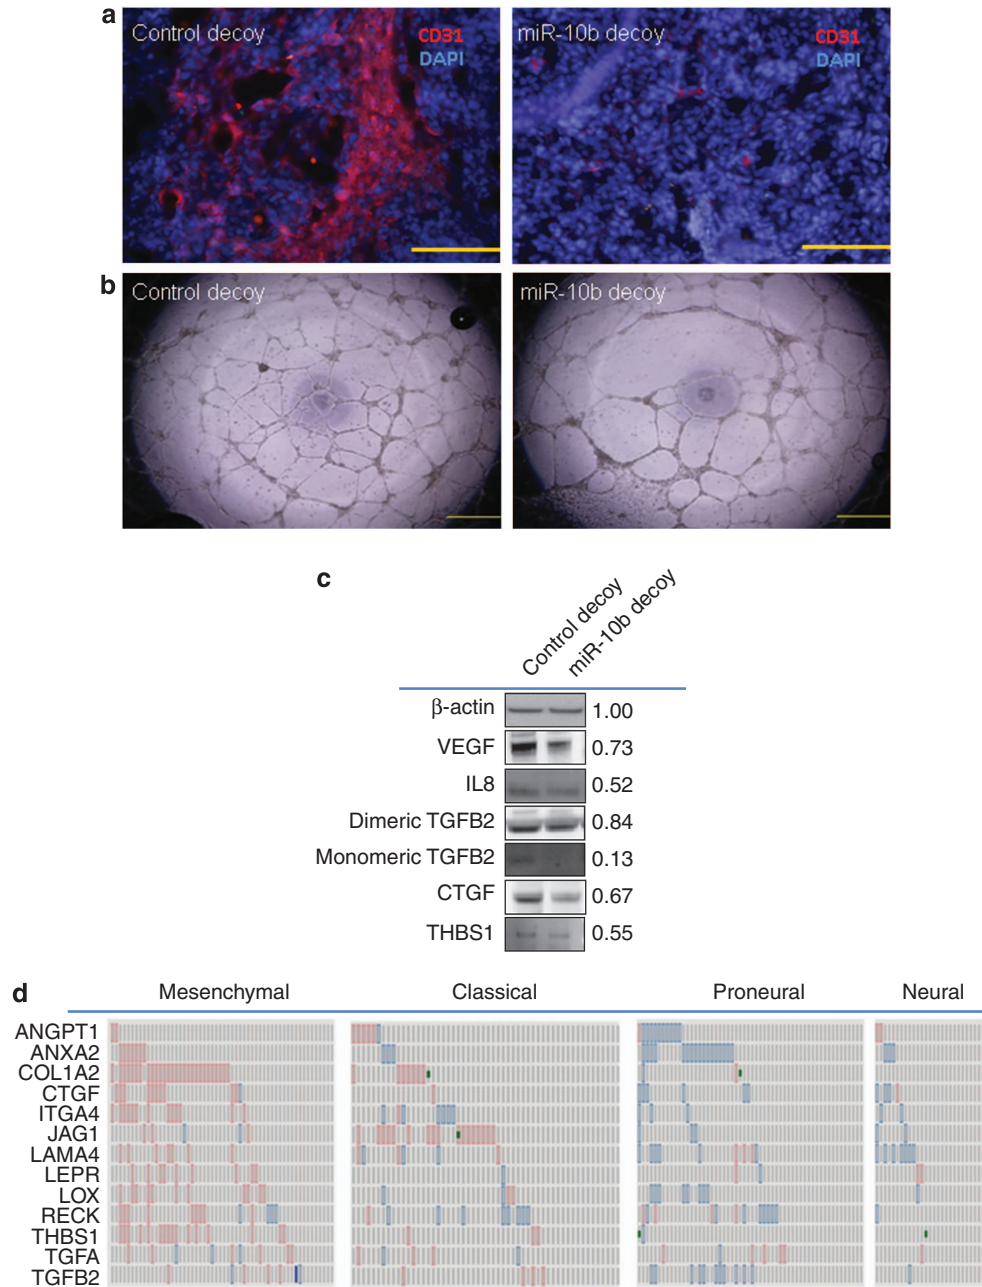 a
Control decoy
CD31
DAPI
miR-10b decoy
CD31
DAPI
b
Control decoy
miR-10b decoy
c
Control decoy
miR-10b decoy
β-actin 1.00
VEGF 0.73
IL8 0.52
Dimeric TGFB2 0.84
Monomeric TGFB2 0.13
CTGF 0.67
THBS1 0.55
d
Mesenchymal Classical Proneural Neural
ANGPT1
ANXA2
COL1A2
CTGF
ITGA4
JAG1
LAMA4
LEPR
LOX
RECK
THBS1
TGFA
TGFB2